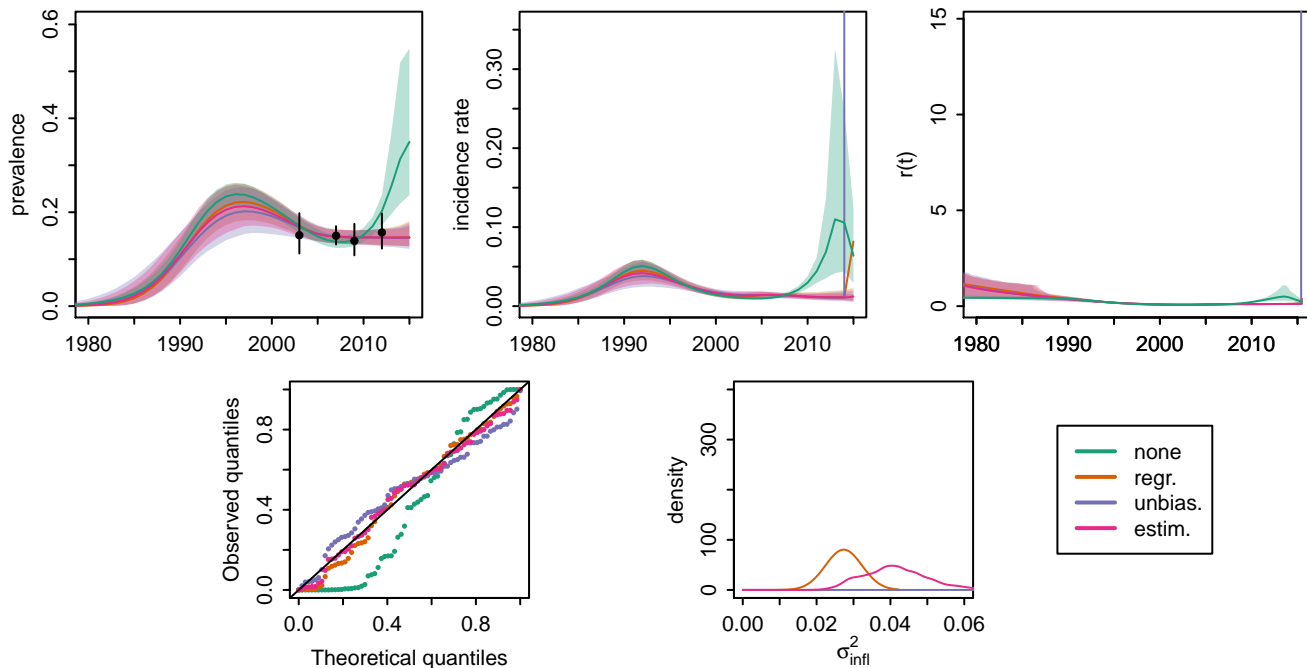 prevalence
0.0
0.2
0.4
0.6
1980 1990 2000 2010
incidence rate
0.00
0.10
0.20
0.30
1980 1990 2000 2010
r(t)
0
5
10
15
1980 1990 2000 2010
Observed quantiles
0.0
0.4
0.8
0.0 0.4 0.8
Theoretical quantiles
density
0
100
300
0.00 0.02 0.04 0.06
σ²infl
none
regr.
unbias.
estim.